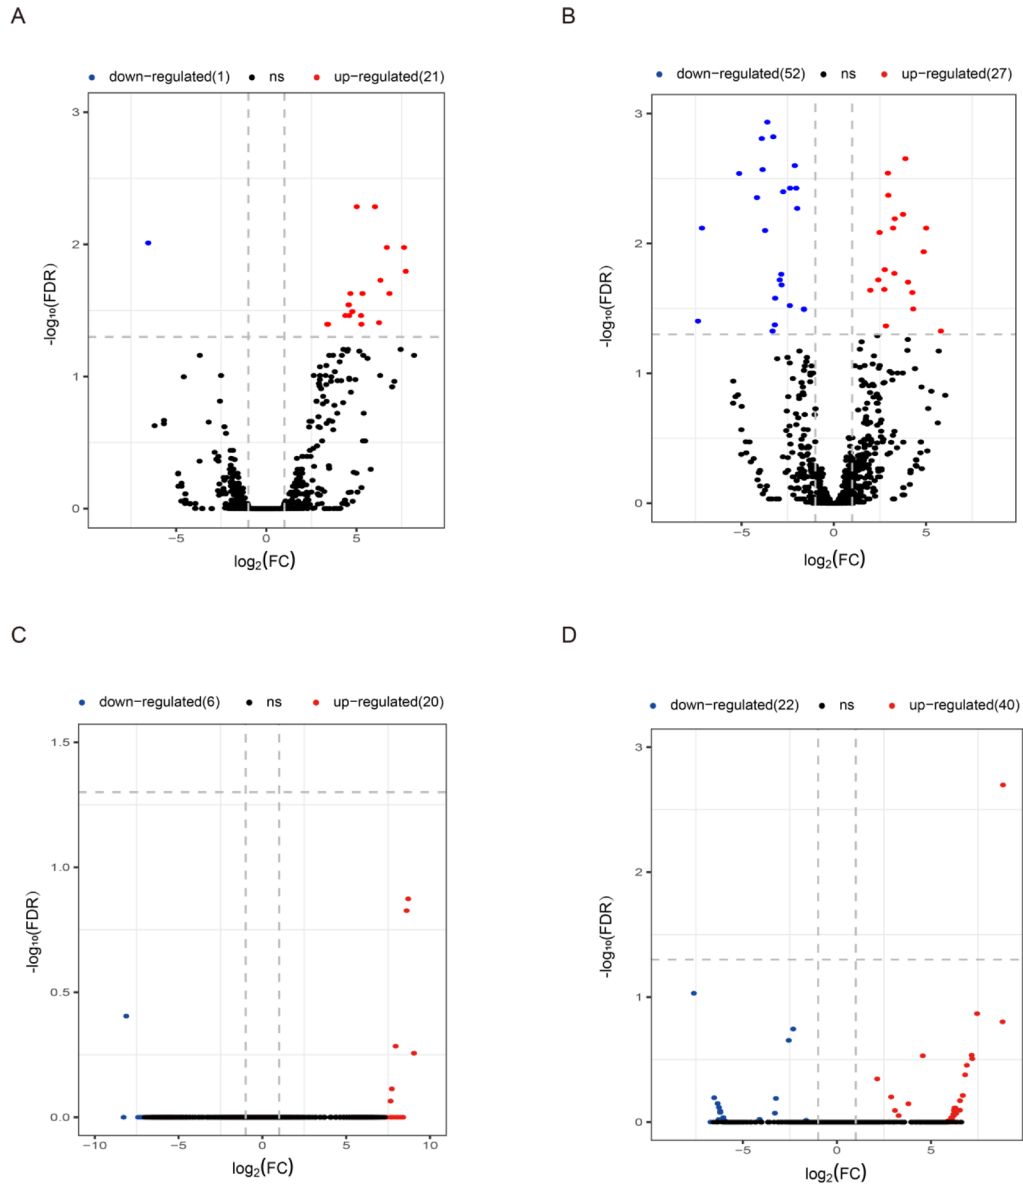 A
B
down−regulated(1) ns up−regulated(21)
down−regulated(52) ns up−regulated(27)
3
2
1
0
-log₁₀(FDR)
−5 0 5
log₂(FC)
3
2
1
0
-log₁₀(FDR)
−5 0 5
log₂(FC)
C
D
down−regulated(6) ns up−regulated(20)
down−regulated(22) ns up−regulated(40)
1.5
1.0
0.5
0.0
-log₁₀(FDR)
−10 −5 0 5 10
log₂(FC)
3
2
1
0
-log₁₀(FDR)
−5 0 5
log₂(FC)